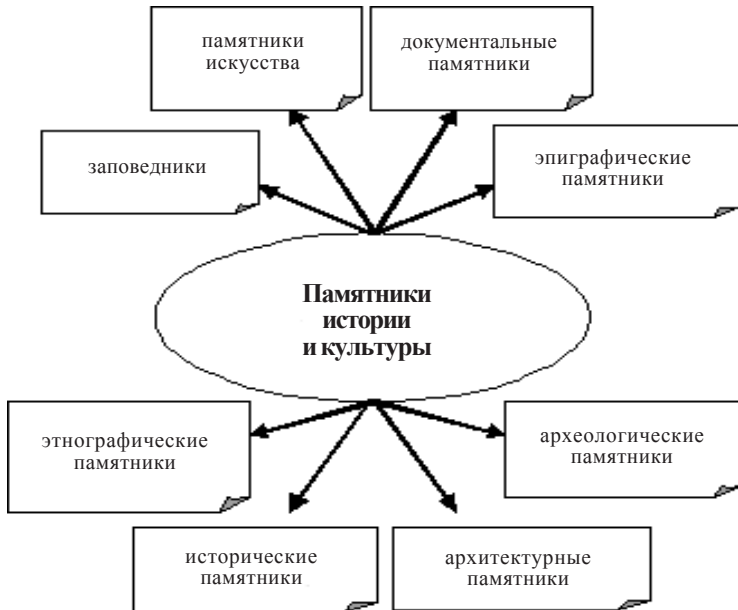 памятники
искусства
документальные
памятники
заповедники
эпиграфические
памятники
Памятники
истории
и культуры
этнографические
памятники
археологические
памятники
исторические
памятники
архитектурные
памятники